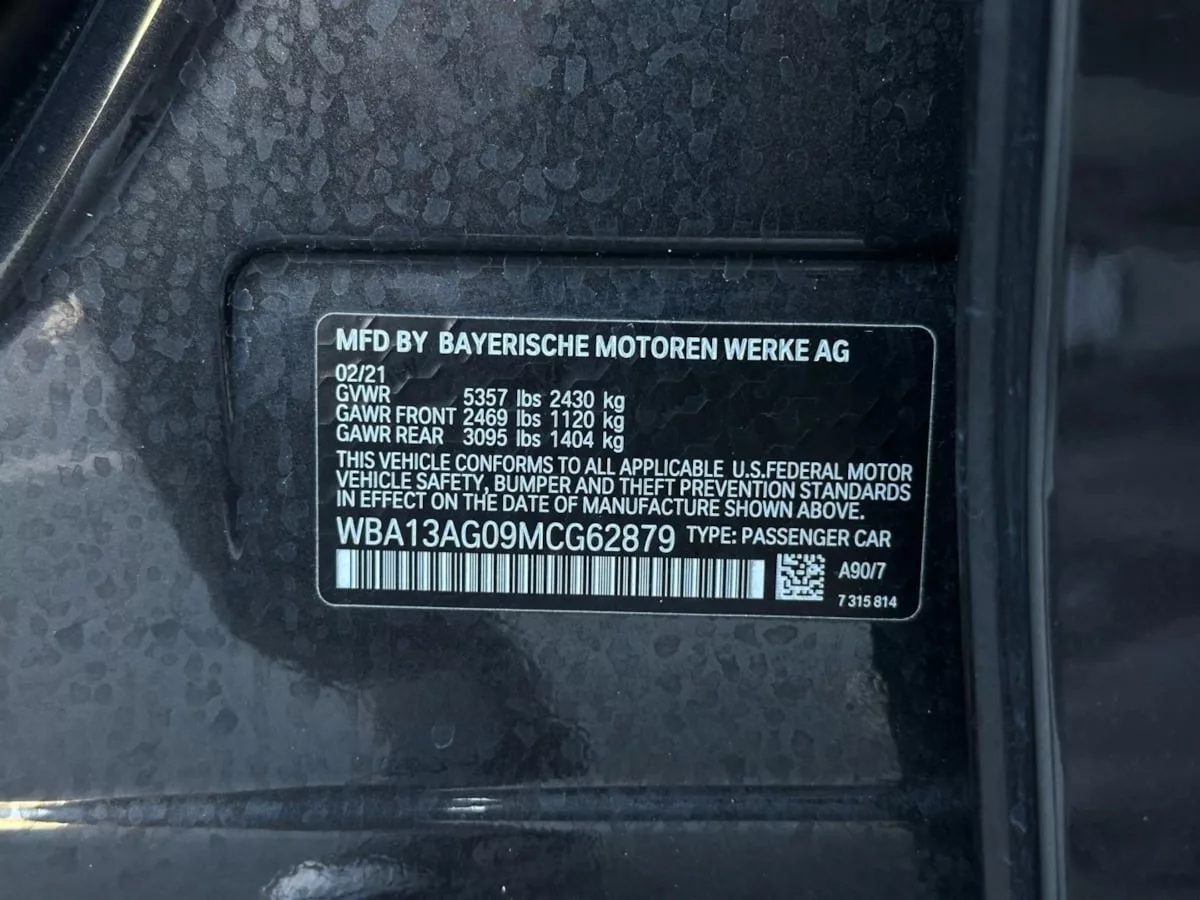 MFD BY BAYERISCHE MOTOREN WERKE AG
02/21
GVWR 5357 lbs 2430 kg
GAWR FRONT 2469 lbs 1120 kg
GAWR REAR 3095 lbs 1404 kg
THIS VEHICLE CONFORMS TO ALL APPLICABLE U.S.FEDERAL MOTOR
VEHICLE SAFETY, BUMPER AND THEFT PREVENTION STANDARDS
IN EFFECT ON THE DATE OF MANUFACTURE SHOWN ABOVE.
WBA13AG09MCG62879 TYPE: PASSENGER CAR
A90/7
7 315 814